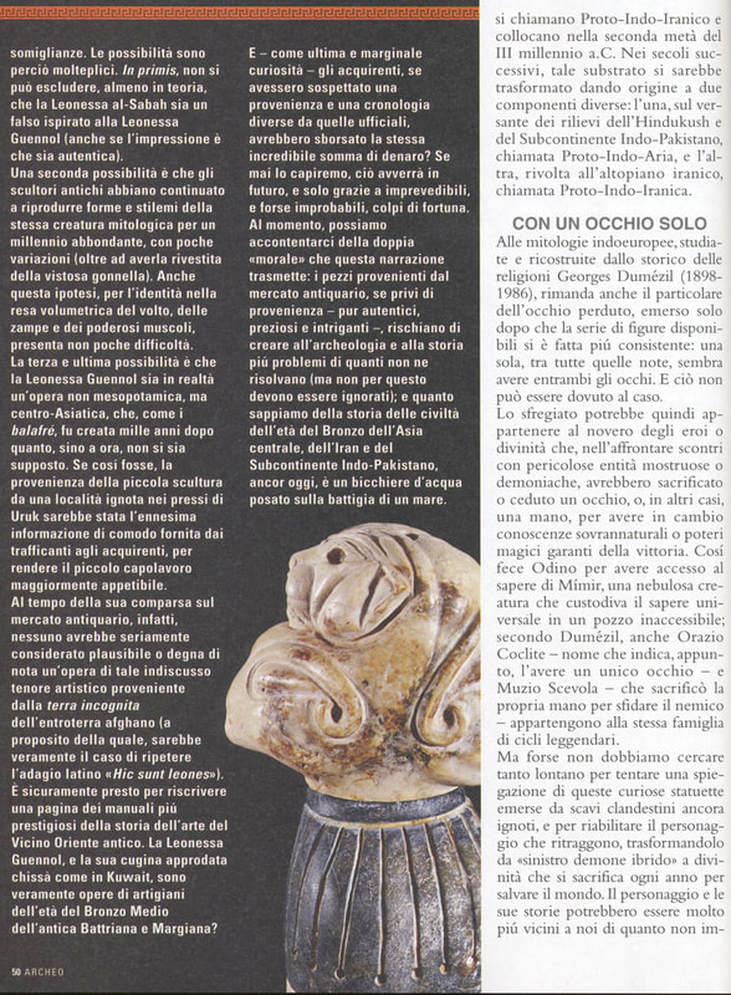 somiglianze. Le possibilità sono
perciò molteplici. In primis, non si
può escludere, almeno in teoria,
che la Leonessa al-Sabah sia un
falso ispirato alla Leonessa
Guennol (anche se l'impressione è
che sia autentica).
Una seconda possibilità è che gli
scultori antichi abbiano continuato
a riprodurre forme e stilemi della
stessa creatura mitologica per un
millennio abbondante, con poche
variazioni (oltre ad averla rivestita
della vistosa gonnella). Anche
questa ipotesi, per l'identità nella
resa volumetrica del volto, delle
zampe e dei poderosi muscoli,
presenta non poche difficoltà.
La terza e ultima possibilità è che
la Leonessa Guennol sia in realtà
un'opera non mesopotamica, ma
centro-Asiatica, che, come i
balafré, fu creata mille anni dopo
quanto, sino a ora, non si sia
supposto. Se cosí fosse, la
provenienza della piccola scultura
da una località ignota nei pressi di
Uruk sarebbe stata l'ennesima
informazione di comodo fornita dai
trafficanti agli acquirenti, per
rendere il piccolo capolavoro
maggiormente appetibile.
Al tempo della sua comparsa sul
mercato antiquario, infatti,
nessuno avrebbe seriamente
considerato plausibile o degna di
nota un'opera di tale indiscusso
tenore artistico proveniente
dalla terra incognita
dell'entroterra afghano (a
proposito della quale, sarebbe
veramente il caso di ripetere
l'adagio latino «Hic sunt leones»).
È sicuramente presto per riscrivere
una pagina dei manuali piú
prestigiosi della storia dell'arte del
Vicino Oriente antico. La Leonessa
Guennol, e la sua cugina approdata
chissà come in Kuwait, sono
veramente opere di artigiani
dell'età del Bronzo Medio
dell'antica Battriana e Margiana?
E – come ultima e marginale
curiosità – gli acquirenti, se
avessero sospettato una
provenienza e una cronologia
diverse da quelle ufficiali,
avrebbero sborsato la stessa
incredibile somma di denaro? Se
mai lo capiremo, ciò avverrà in
futuro, e solo grazie a imprevedibili,
e forse improbabili, colpi di fortuna.
Al momento, possiamo
accontentarci della doppia
«morale» che questa narrazione
trasmette: i pezzi provenienti dal
mercato antiquario, se privi di
provenienza – pur autentici,
preziosi e intriganti –, rischiano di
creare all'archeologia e alla storia
piú problemi di quanti non ne
risolvano (ma non per questo
devono essere ignorati); e quanto
sappiamo della storia delle civiltà
dell'età del Bronzo dell'Asia
centrale, dell'Iran e del
Subcontinente Indo-Pakistano,
ancor oggi, è un bicchiere d'acqua
posato sulla battigia di un mare.
si chiamano Proto-Indo-Iranico e
collocano nella seconda metà del
III millennio a.C. Nei secoli suc-
cessivi, tale substrato si sarebbe
trasformato dando origine a due
componenti diverse: l'una, sul ver-
sante dei rilievi dell'Hindukush e
del Subcontinente Indo-Pakistano,
chiamata Proto-Indo-Aria, e l'al-
tra, rivolta all'altopiano iranico,
chiamata Proto-Indo-Iranica.
CON UN OCCHIO SOLO
Alle mitologie indoeuropee, studia-
te e ricostruite dallo storico delle
religioni Georges Dumézil (1898-
1986), rimanda anche il particolare
dell'occhio perduto, emerso solo
dopo che la serie di figure disponi-
bili si è fatta piú consistente: una
sola, tra tutte quelle note, sembra
avere entrambi gli occhi. E ciò non
può essere dovuto al caso.
Lo sfregiato potrebbe quindi ap-
partenere al novero degli eroi o
divinità che, nell'affrontare scontri
con pericolose entità mostruose o
demoniache, avrebbero sacrificato
o ceduto un occhio, o, in altri casi,
una mano, per avere in cambio
conoscenze sovrannaturali o poteri
magici garanti della vittoria. Cosí
fece Odino per avere accesso al
sapere di Mímir, una nebulosa cre-
atura che custodiva il sapere uni-
versale in un pozzo inaccessibile;
secondo Dumézil, anche Orazio
Coclite – nome che indica, appun-
to, l'avere un unico occhio – e
Muzio Scevola – che sacrificò la
propria mano per sfidare il nemico
– appartengono alla stessa famiglia
di cicli leggendari.
Ma forse non dobbiamo cercare
tanto lontano per tentare una spie-
gazione di queste curiose statuette
emerse da scavi clandestini ancora
ignoti, e per riabilitare il personag-
gio che ritraggono, trasformandolo
da «sinistro demone ibrido» a divi-
nità che si sacrifica ogni anno per
salvare il mondo. Il personaggio e le
sue storie potrebbero essere molto
piú vicini a noi di quanto non im-
50 ARCHEO